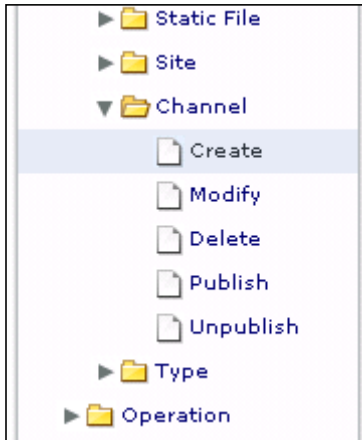 Static File
Site
Channel
Create
Modify
Delete
Publish
Unpublish
Type
Operation